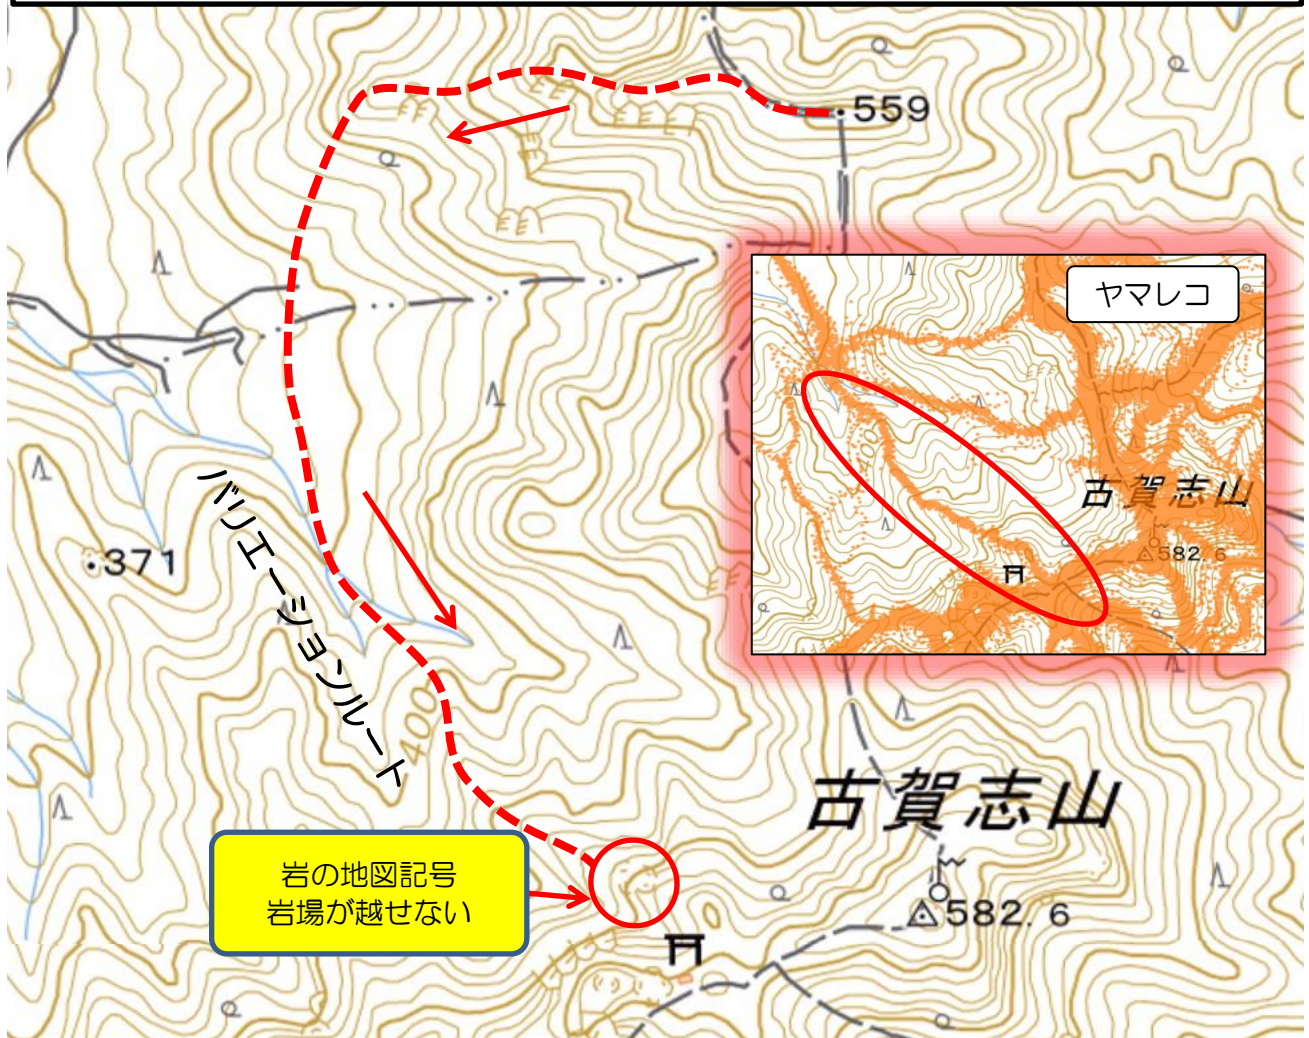 559
ヤマレコ
古賀志山
582.6
371
バリエーションルート
400
古賀志山
582.6
岩の地図記号
岩場が越せない